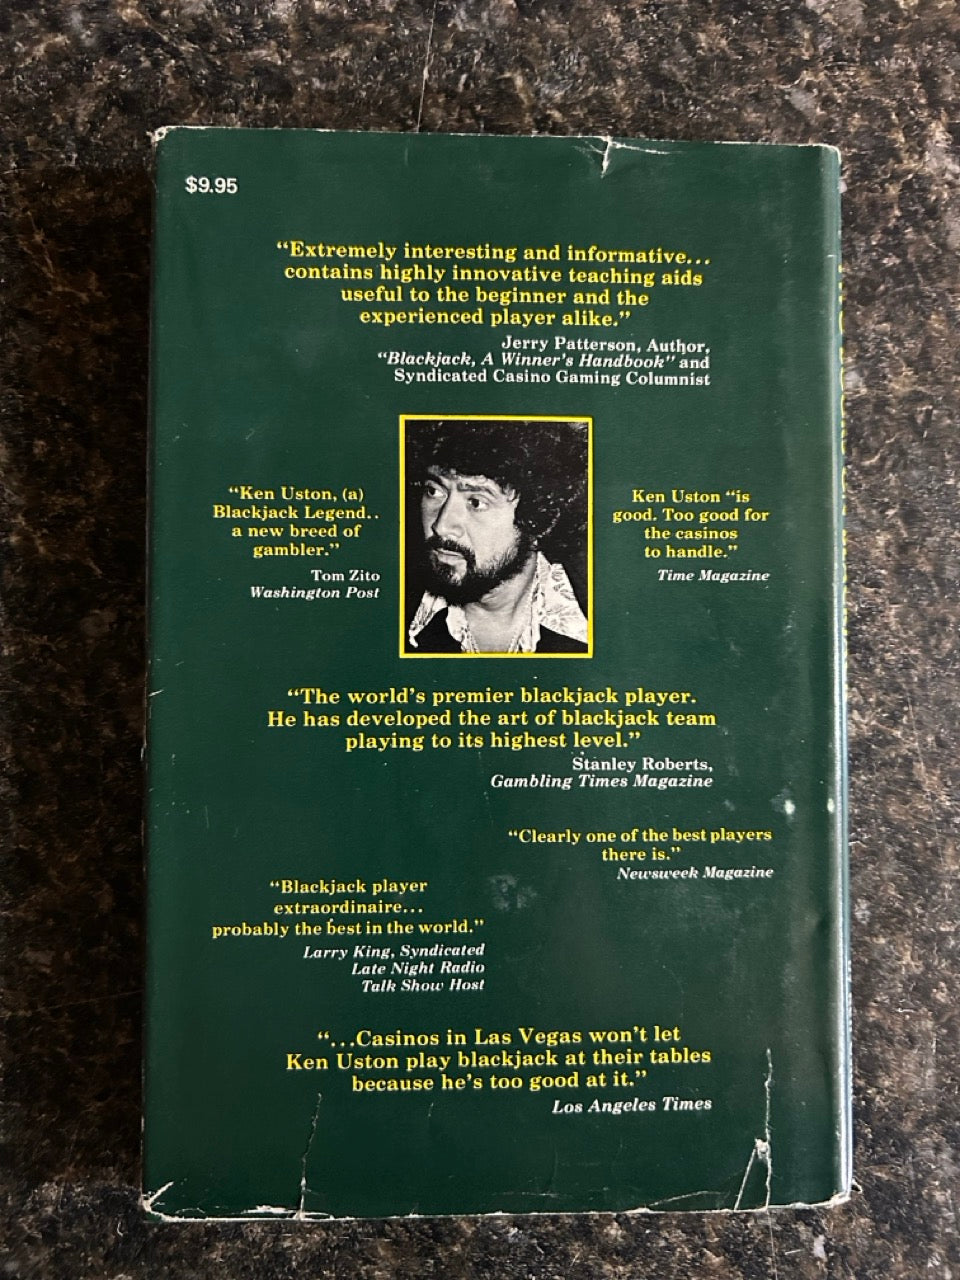 $9.95
“Extremely interesting and informative...
contains highly innovative teaching aids
useful to the beginner and the
experienced player alike.”
Jerry Patterson, Author,
“Blackjack, A Winner's Handbook” and
Syndicated Casino Gaming Columnist
“Ken Uston, (a)
Blackjack Legend..
a new breed of
gambler.”
Tom Zito
Washington Post
Ken Uston “is
good. Too good for
the casinos
to handle.”
Time Magazine
“The world's premier blackjack player.
He has developed the art of blackjack team
playing to its highest level.”
Stanley Roberts,
Gambling Times Magazine
“Clearly one of the best players
there is.”
Newsweek Magazine
“Blackjack player
extraordinaire...
probably the best in the world.”
Larry King, Syndicated
Late Night Radio
Talk Show Host
“...Casinos in Las Vegas won't let
Ken Uston play blackjack at their tables
because he's too good at it.”
Los Angeles Times